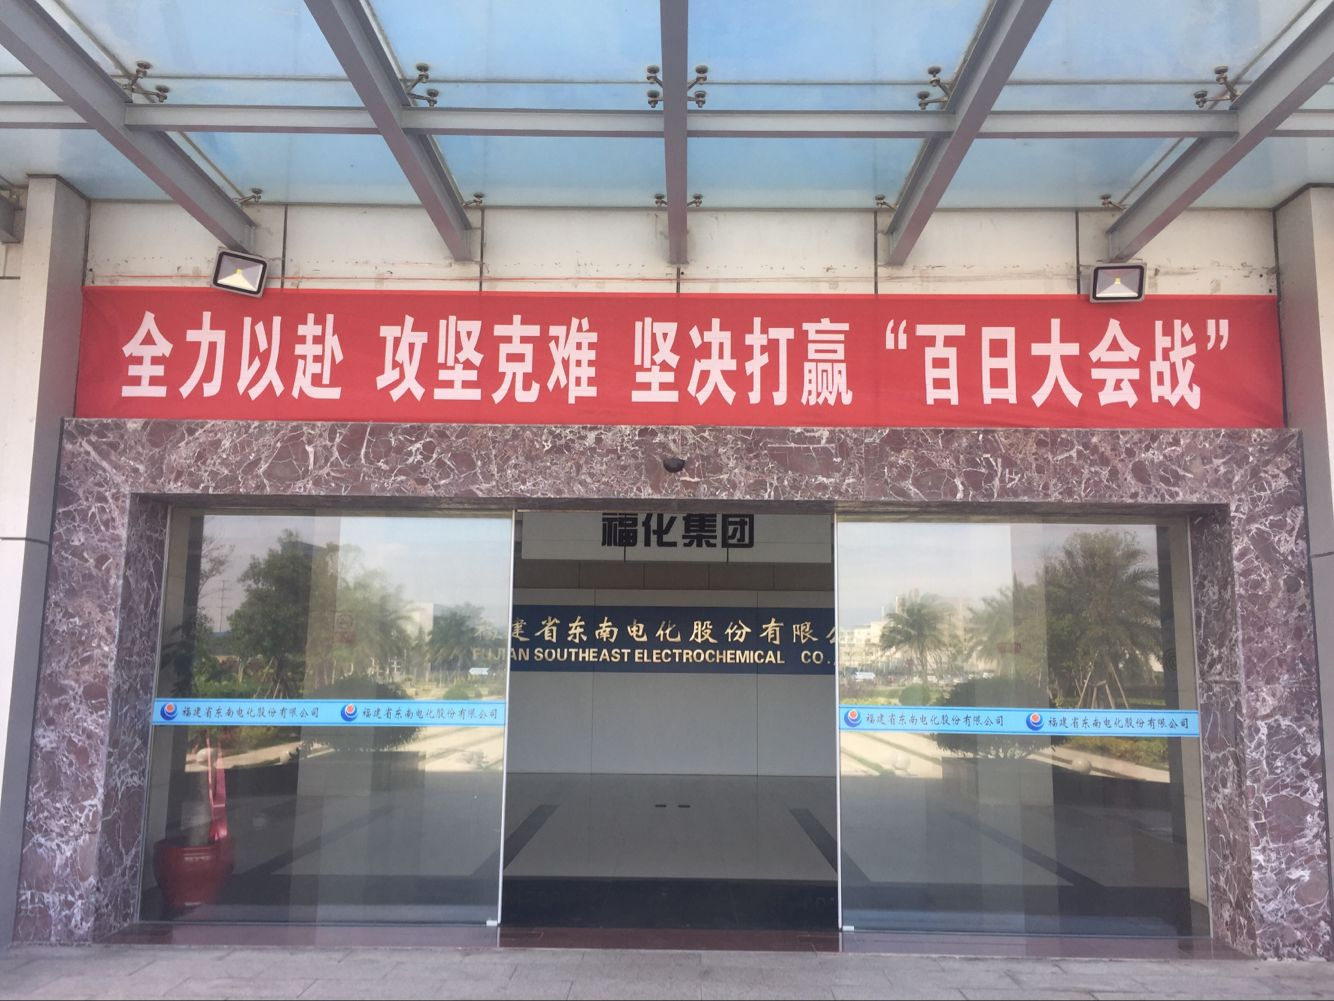 全力以赴 攻坚克难 坚决打赢“百日大会战”
福化集团
建省东南电化股份有限公
FUJIAN SOUTHEAST ELECTROCHEMICAL CO.,
福建省东南电化股份有限公司 福建省东南电化股份有限公司
福建省东南电化股份有限公司 福建省东南电化股份有限公司